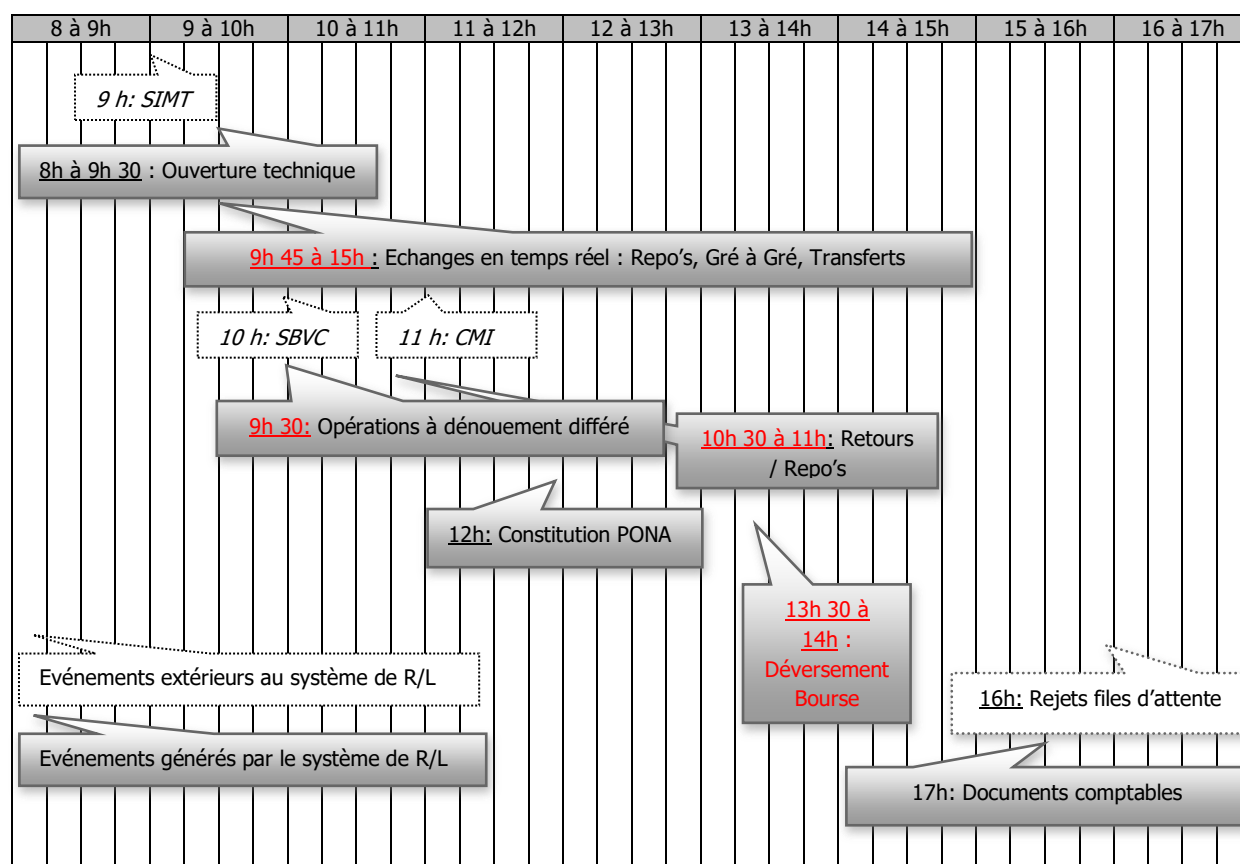 8 à 9h 9 à 10h 10 à 11h 11 à 12h 12 à 13h 13 à 14h 14 à 15h 15 à 16h 16 à 17h
9 h: SIMT
8h à 9h 30 : Ouverture technique
9h 45 à 15h : Echanges en temps réel : Repo's, Gré à Gré, Transferts
10 h: SBVC
11 h: CMI
9h 30: Opérations à dénouement différé
10h 30 à 11h: Retours
/ Repo's
12h: Constitution PONA
13h 30 à
14h :
Déversement
Bourse
Evénements extérieurs au système de R/L
16h: Rejets files d'attente
Evénements générés par le système de R/L
17h: Documents comptables